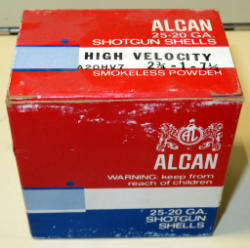 ALCAN
25-20 GA.
SHOTGUN SHELLS
HIGH VELOCITY
A20HV7 2¾-1-7½
SMOKELESS POWDER
ALCAN
WARNING: keep from
reach of children
25-20 GA.
SHOTGUN
SHELLS